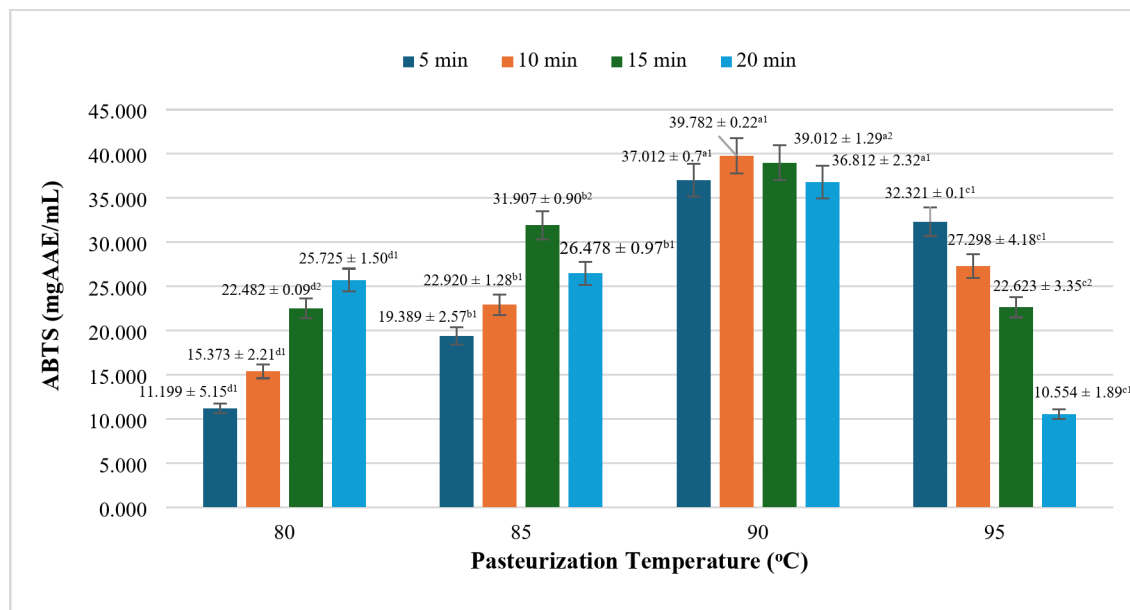 5 min 10 min 15 min 20 min
ABTS (mgAAE/mL)
45.000
40.000
35.000
30.000
25.000
20.000
15.000
10.000
5.000
0.000
11.199 ± 5.15ᵈ¹
15.373 ± 2.21ᵈ¹
22.482 ± 0.09ᵈ²
25.725 ± 1.50ᵈ¹
19.389 ± 2.57ᵇ¹
22.920 ± 1.28ᵇ¹
31.907 ± 0.90ᵇ²
26.478 ± 0.97ᵇ¹
37.012 ± 0.7ᵃ¹
39.782 ± 0.22ᵃ¹
39.012 ± 1.29ᵃ²
36.812 ± 2.32ᵃ¹
32.321 ± 0.1ᶜ¹
27.298 ± 4.18ᶜ¹
22.623 ± 3.35ᶜ²
10.554 ± 1.89ᶜ¹
80 85 90 95
Pasteurization Temperature (ºC)